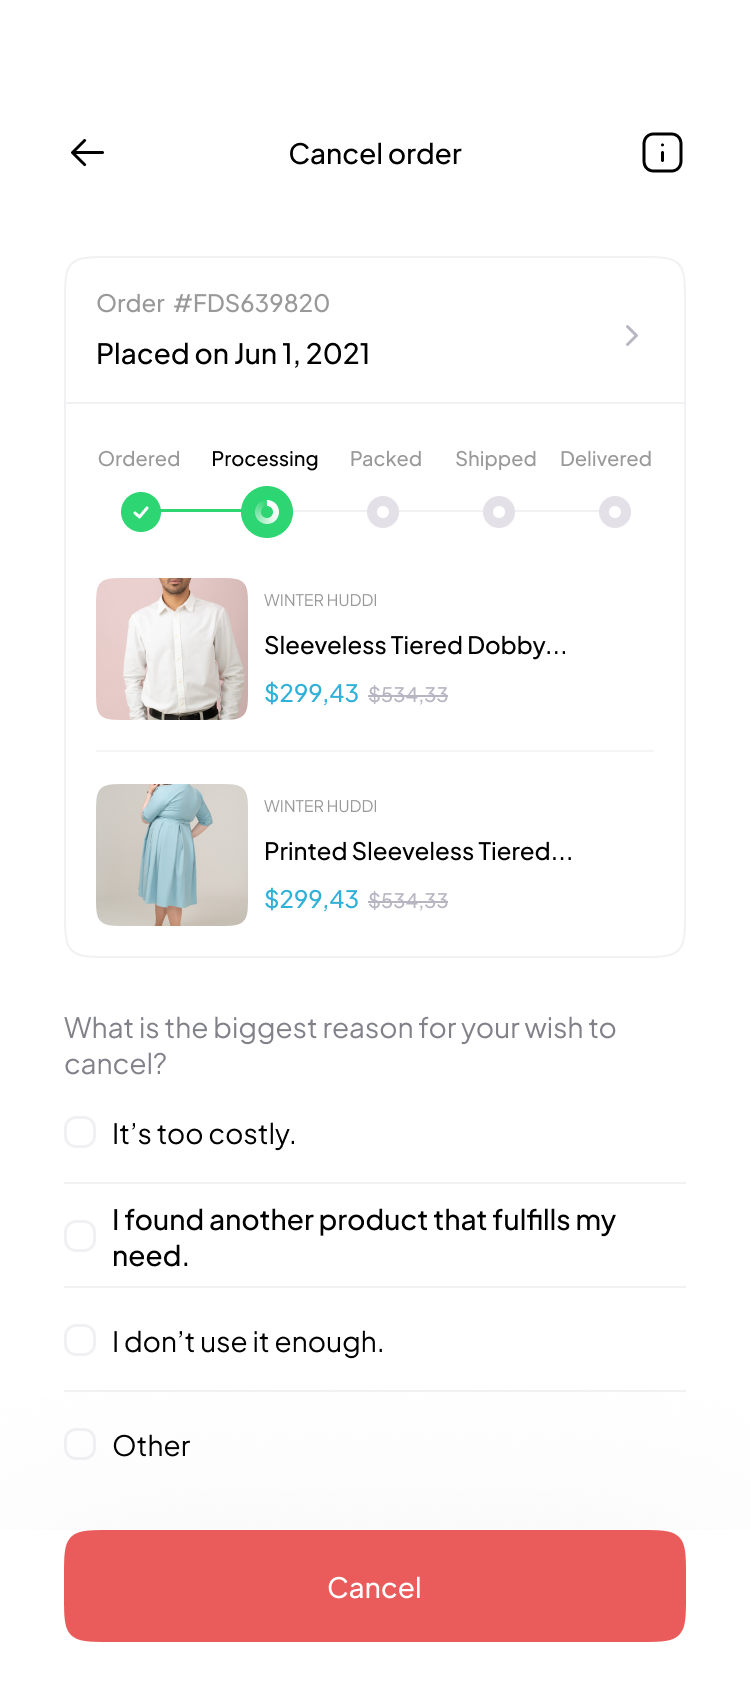 Cancel order
Order #FDS639820
Placed on Jun 1, 2021
Ordered Processing Packed Shipped Delivered
WINTER HUDDI
Sleeveless Tiered Dobby...
$299,43 $534,33
WINTER HUDDI
Printed Sleeveless Tiered...
$299,43 $534,33
What is the biggest reason for your wish to
cancel?
It’s too costly.
I found another product that fulfills my
need.
I don’t use it enough.
Other
Cancel